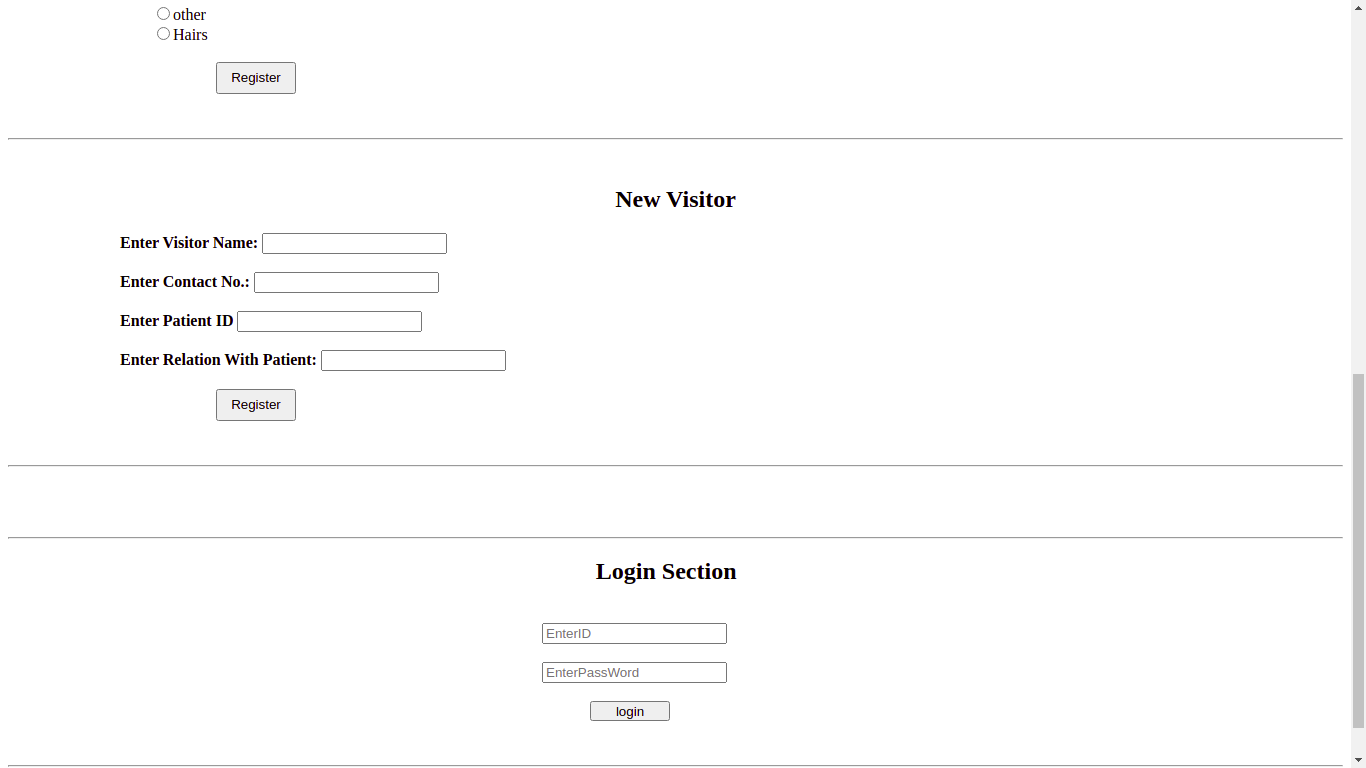 other
Hairs
Register
New Visitor
Enter Visitor Name:
Enter Contact No.:
Enter Patient ID
Enter Relation With Patient:
Register
Login Section
EnterID
EnterPassWord
login